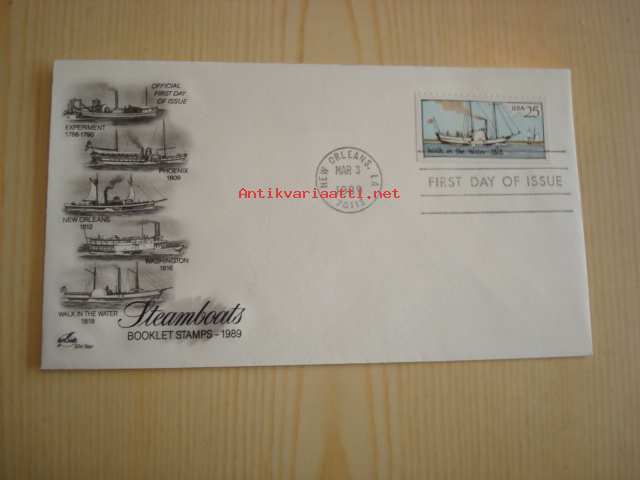 OFFICIAL
FIRST DAY
OF ISSUE
EXPERIMENT
1788-1790
PHOENIX
1809
NEW ORLEANS
1812
WASHINGTON
1816
WALK IN THE WATER
1818
Steamboats
BOOKLET STAMPS - 1989
NEW ORLEANS, LA
MAR 3
1989
70113
USA 25
Walk in the Water 1818
FIRST DAY OF ISSUE
Antikvariaatti.net